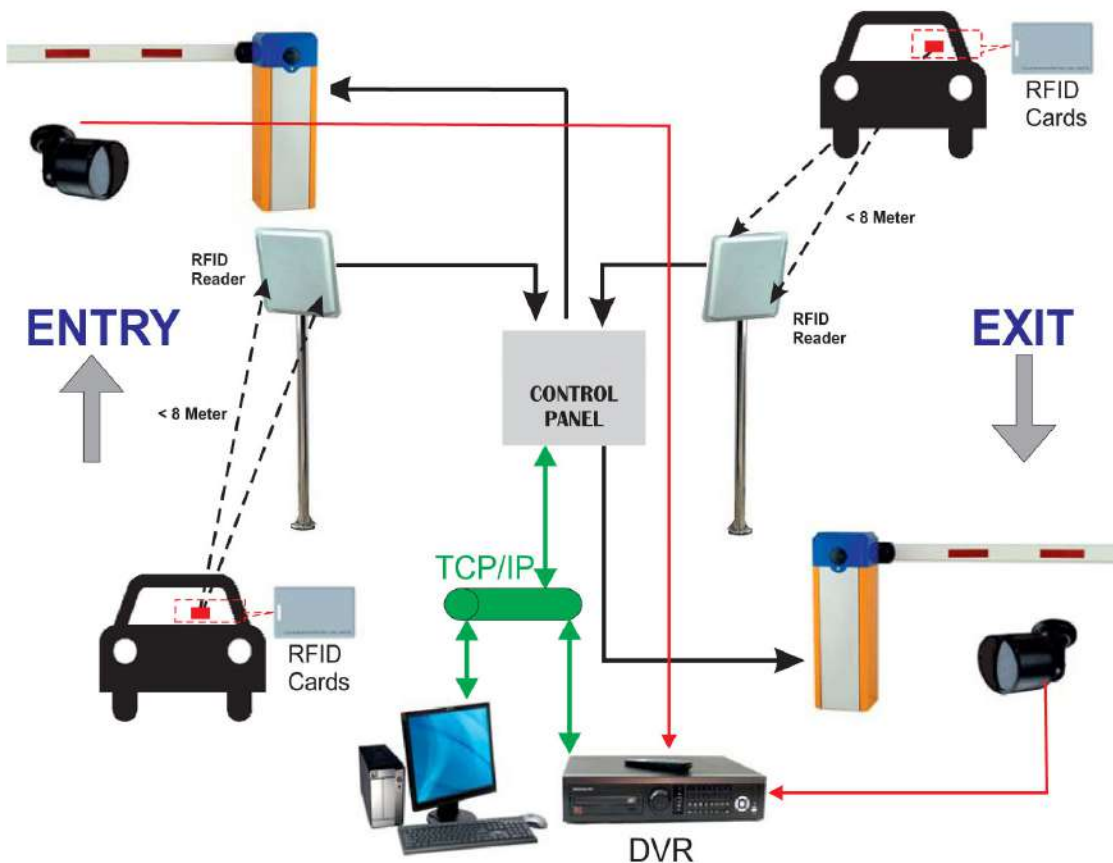 RFID
Cards
< 8 Meter
RFID
Reader
RFID
Reader
ENTRY
EXIT
CONTROL
PANEL
< 8 Meter
TCP/IP
RFID
Cards
DVR